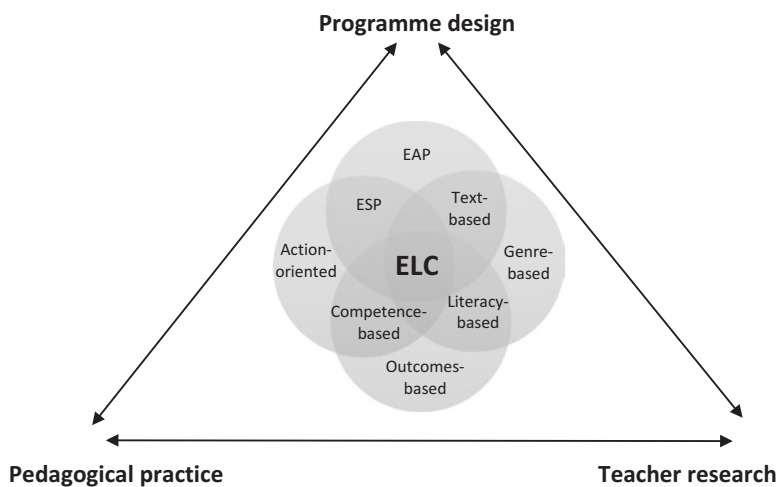 Programme design
EAP
ESP
Text-
based
Action-
oriented
ELC
Genre-
based
Competence-
based
Literacy-
based
Outcomes-
based
Pedagogical practice
Teacher research